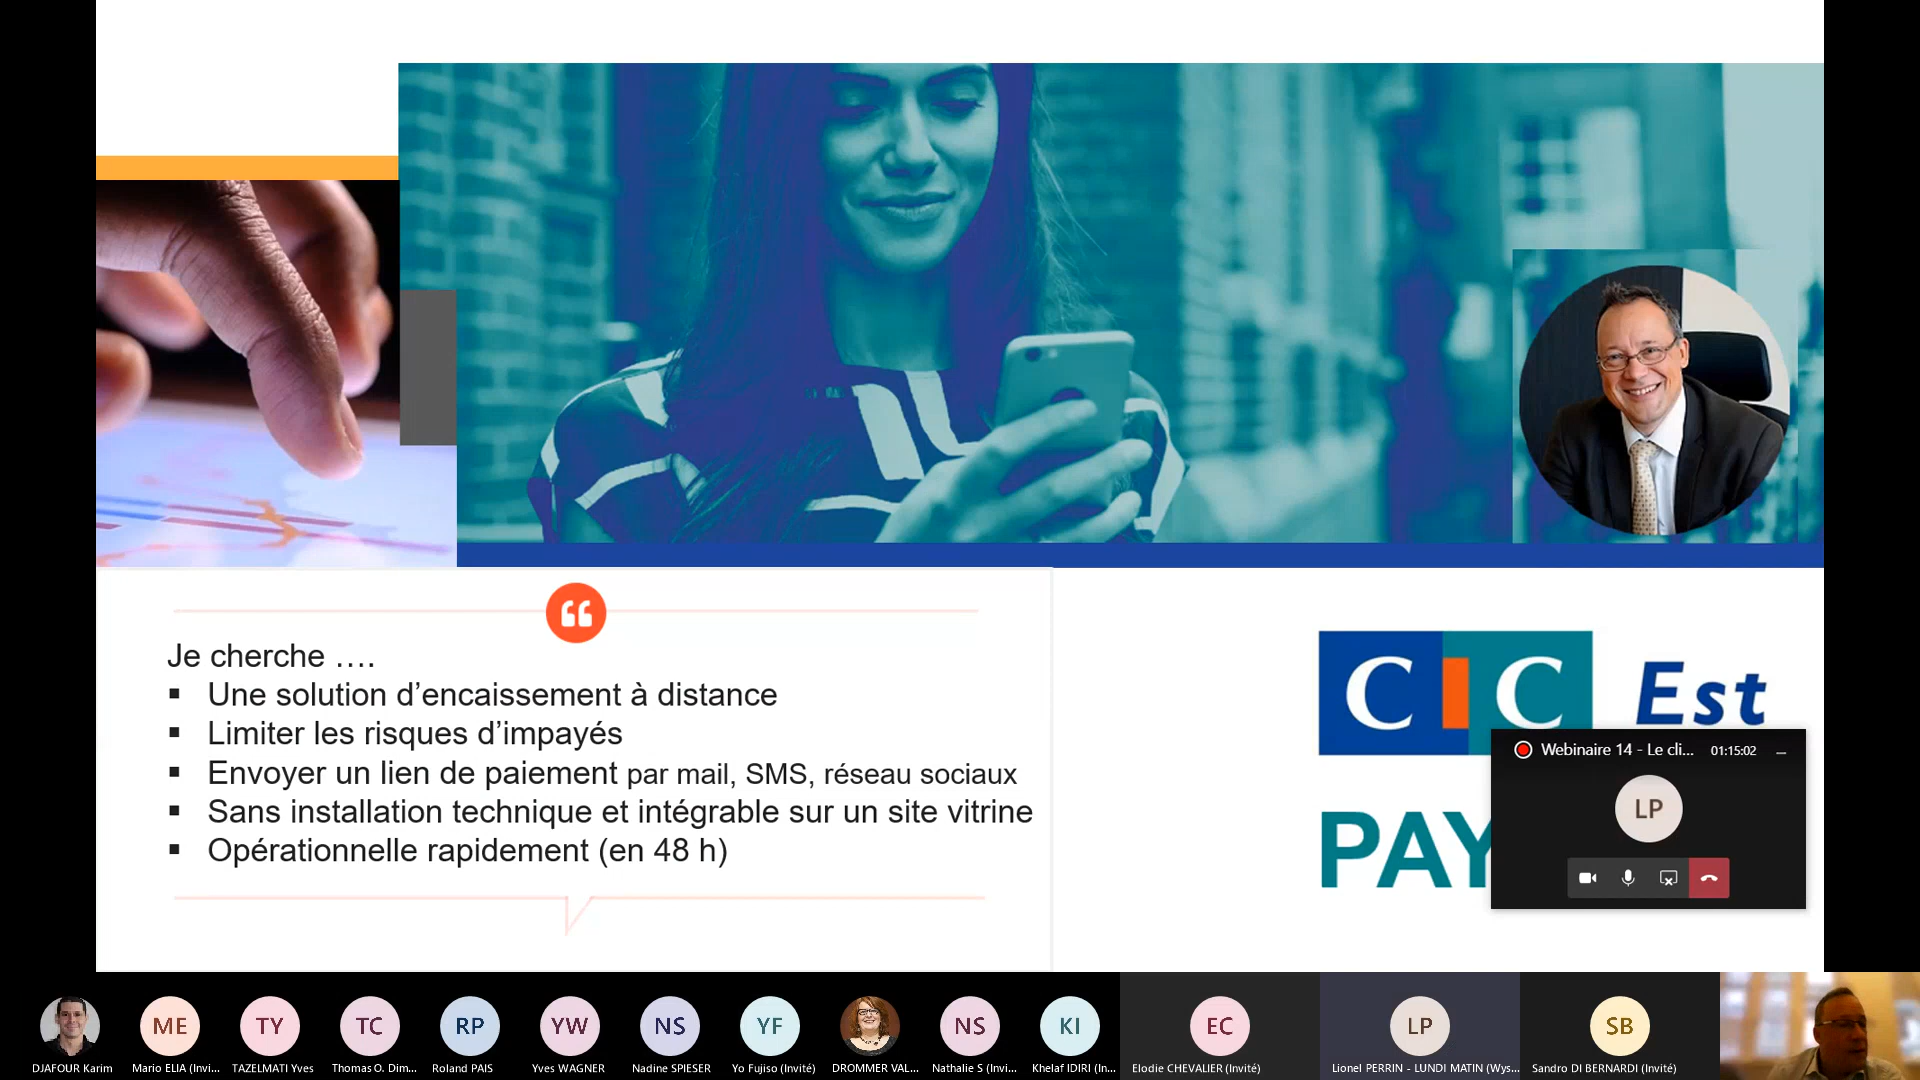 Je cherche ....
▪ Une solution d’encaissement à distance
▪ Limiter les risques d’impayés
▪ Envoyer un lien de paiement par mail, SMS, réseau sociaux
▪ Sans installation technique et intégrable sur un site vitrine
▪ Opérationnelle rapidement (en 48 h)
CIC Est
PAY
Webinaire 14 - Le cli... 01:15:02
LP
ME TY TC RP YW NS YF NS KI EC LP SB
DJAFOUR Karim Mario ELIA (Invi... TAZELMATI Yves Thomas O. Dim... Roland PAIS Yves WAGNER Nadine SPIESER Yo Fujiso (Invité) DROMMER VAL... Nathalie S (Invi... Khelaf IDIRI (In... Elodie CHEVALIER (Invité) Lionel PERRIN - LUNDI MATIN (Wys... Sandro DI BERNARDI (Invité)